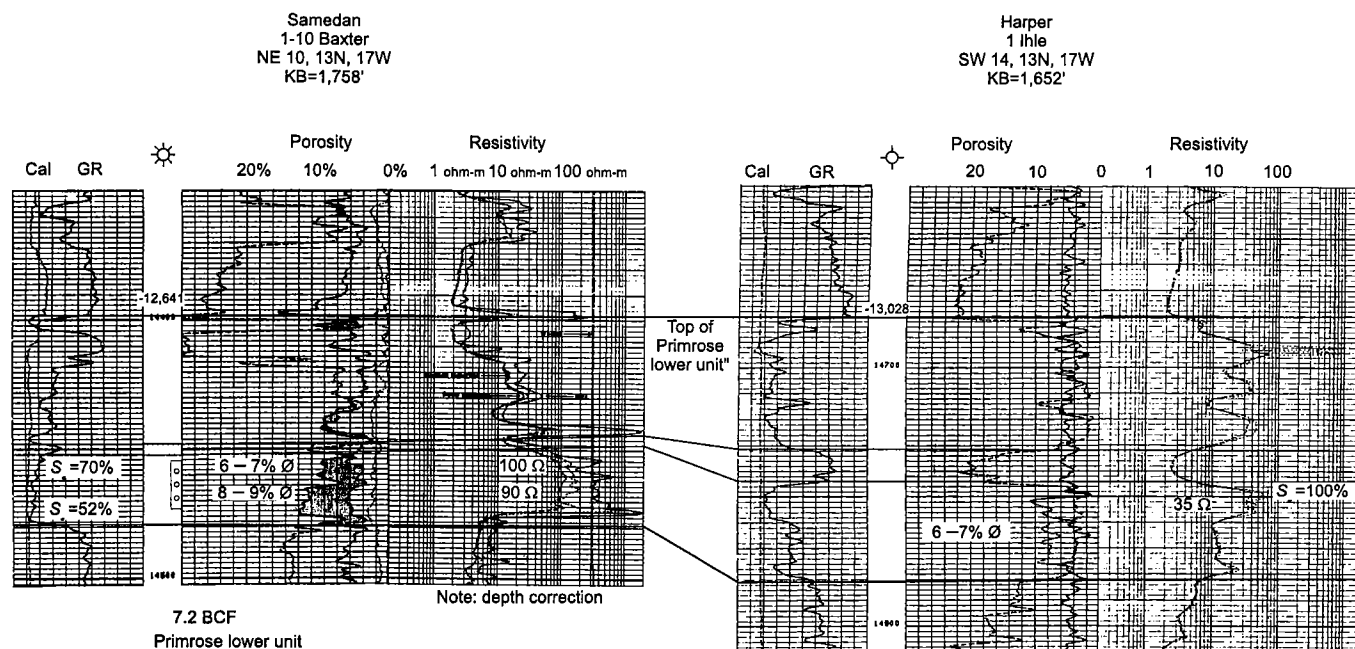 Samedan
1-10 Baxter
NE 10, 13N, 17W
KB=1,758'
Harper
1 Ihle
SW 14, 13N, 17W
KB=1,652'
Porosity
Resistivity
Cal GR
20% 10% 0%
1 ohm-m 10 ohm-m 100 ohm-m
Porosity
Resistivity
Cal GR
20 10 0
1 10 100
-12,641
-13,028
Top of
Primrose
lower unit"
14700
S =70%
6 – 7% Ø
100 Ω
S =52%
8 – 9% Ø
90 Ω
S =100%
35 Ω
6 – 7% Ø
14500
Note: depth correction
14900
7.2 BCF
Primrose lower unit